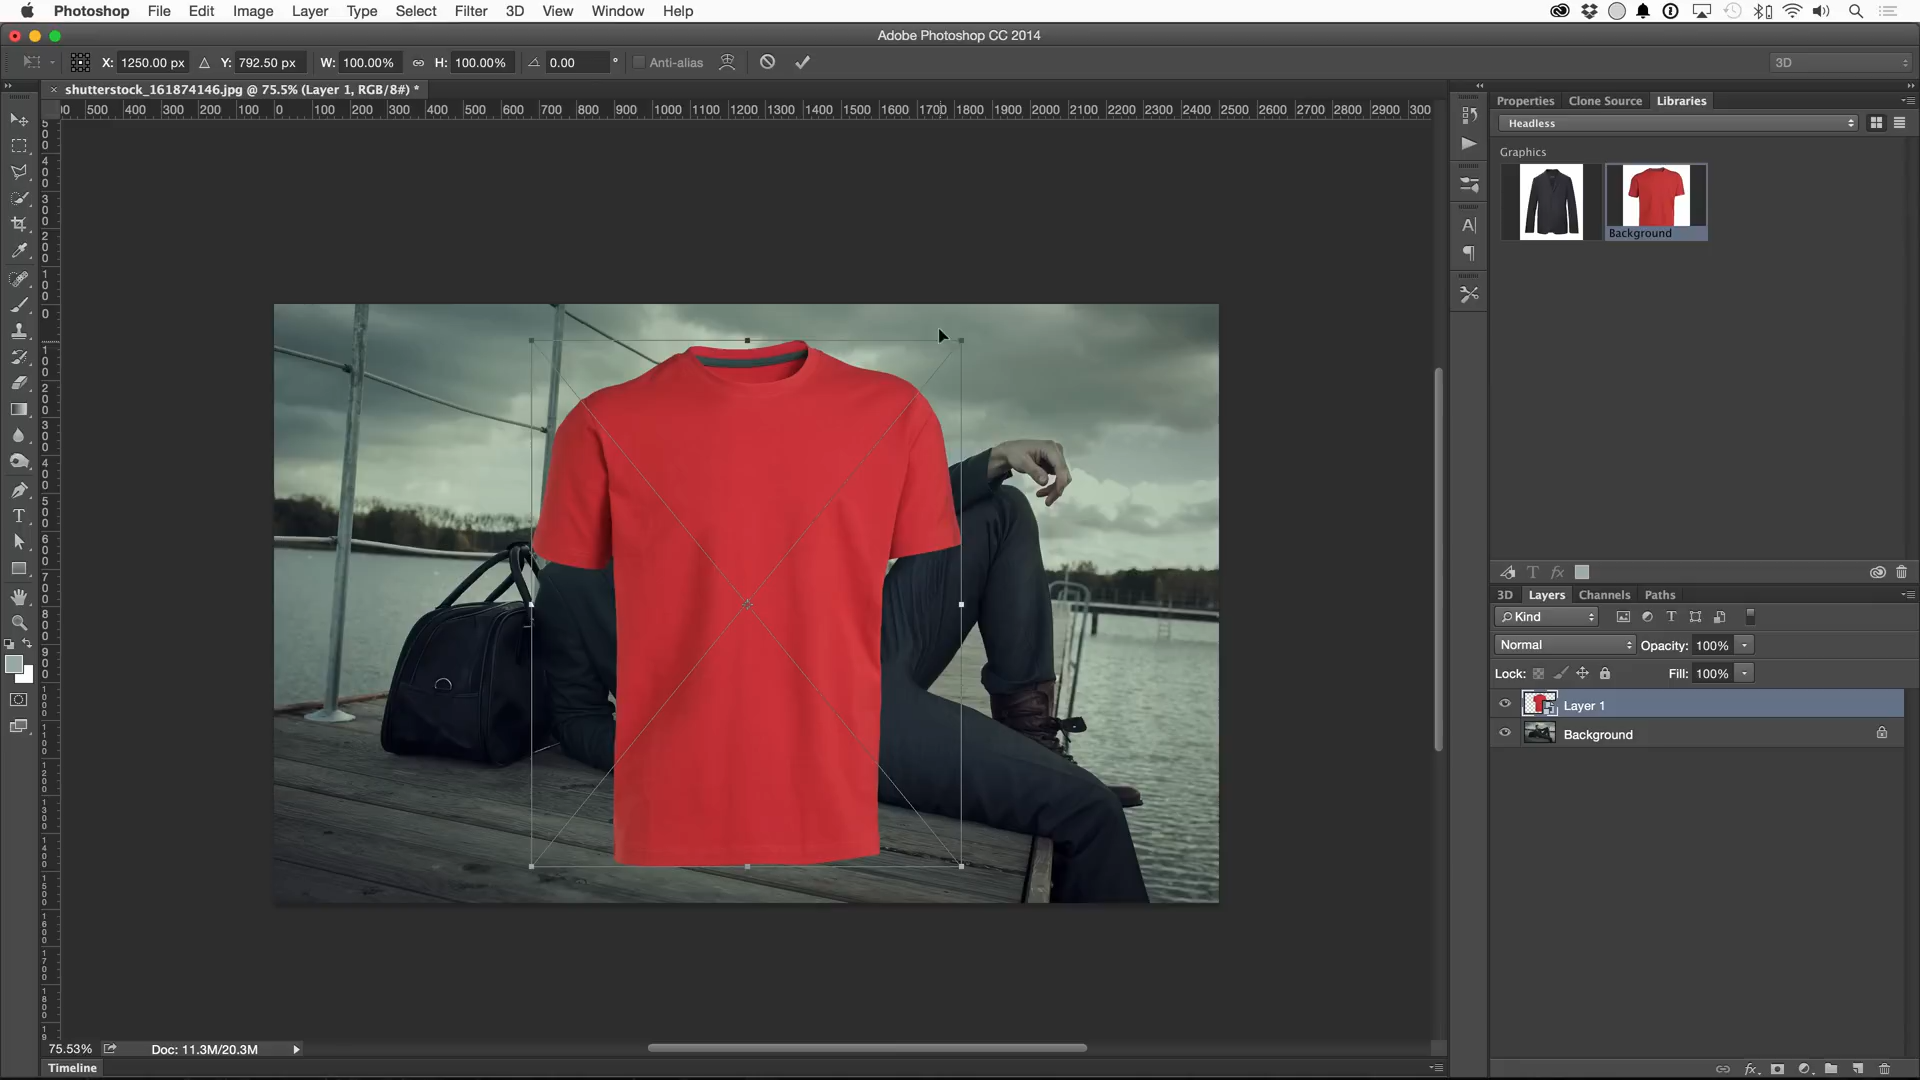 Photoshop File Edit Image Layer Type Select Filter 3D View Window Help
Adobe Photoshop CC 2014
X: 1250.00 px Y: 792.50 px W: 100.00% H: 100.00% 0.00 ° Anti-alias 3D
× shutterstock_161874146.jpg @ 75.5% (Layer 1, RGB/8#) *
500 400 300 200 100 0 100 200 300 400 500 600 700 800 900 1000 1100 1200 1300 1400 1500 1600 1700 1800 1900 2000 2100 2200 2300 2400 2500 2600 2700 2800 2900 300
Properties Clone Source Libraries
Headless
Graphics
Background
3D Layers Channels Paths
Kind
Normal Opacity: 100%
Lock: Fill: 100%
Layer 1
Background
75.53% Doc: 11.3M/20.3M
Timeline